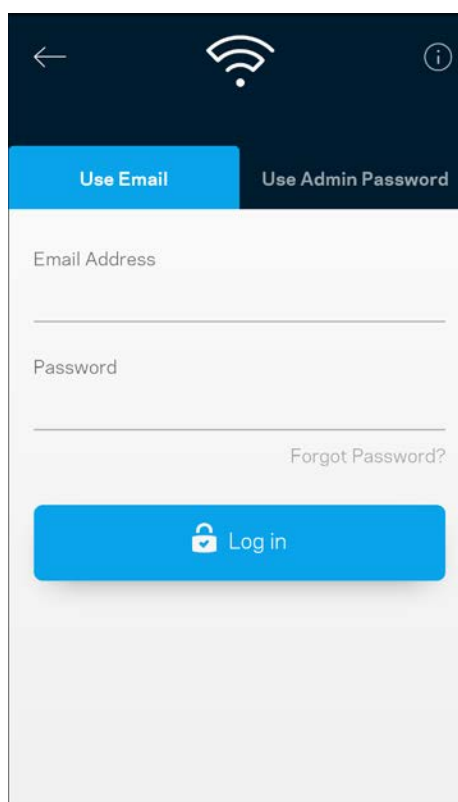 Use Email
Use Admin Password
Email Address
Password
Forgot Password?
Log in